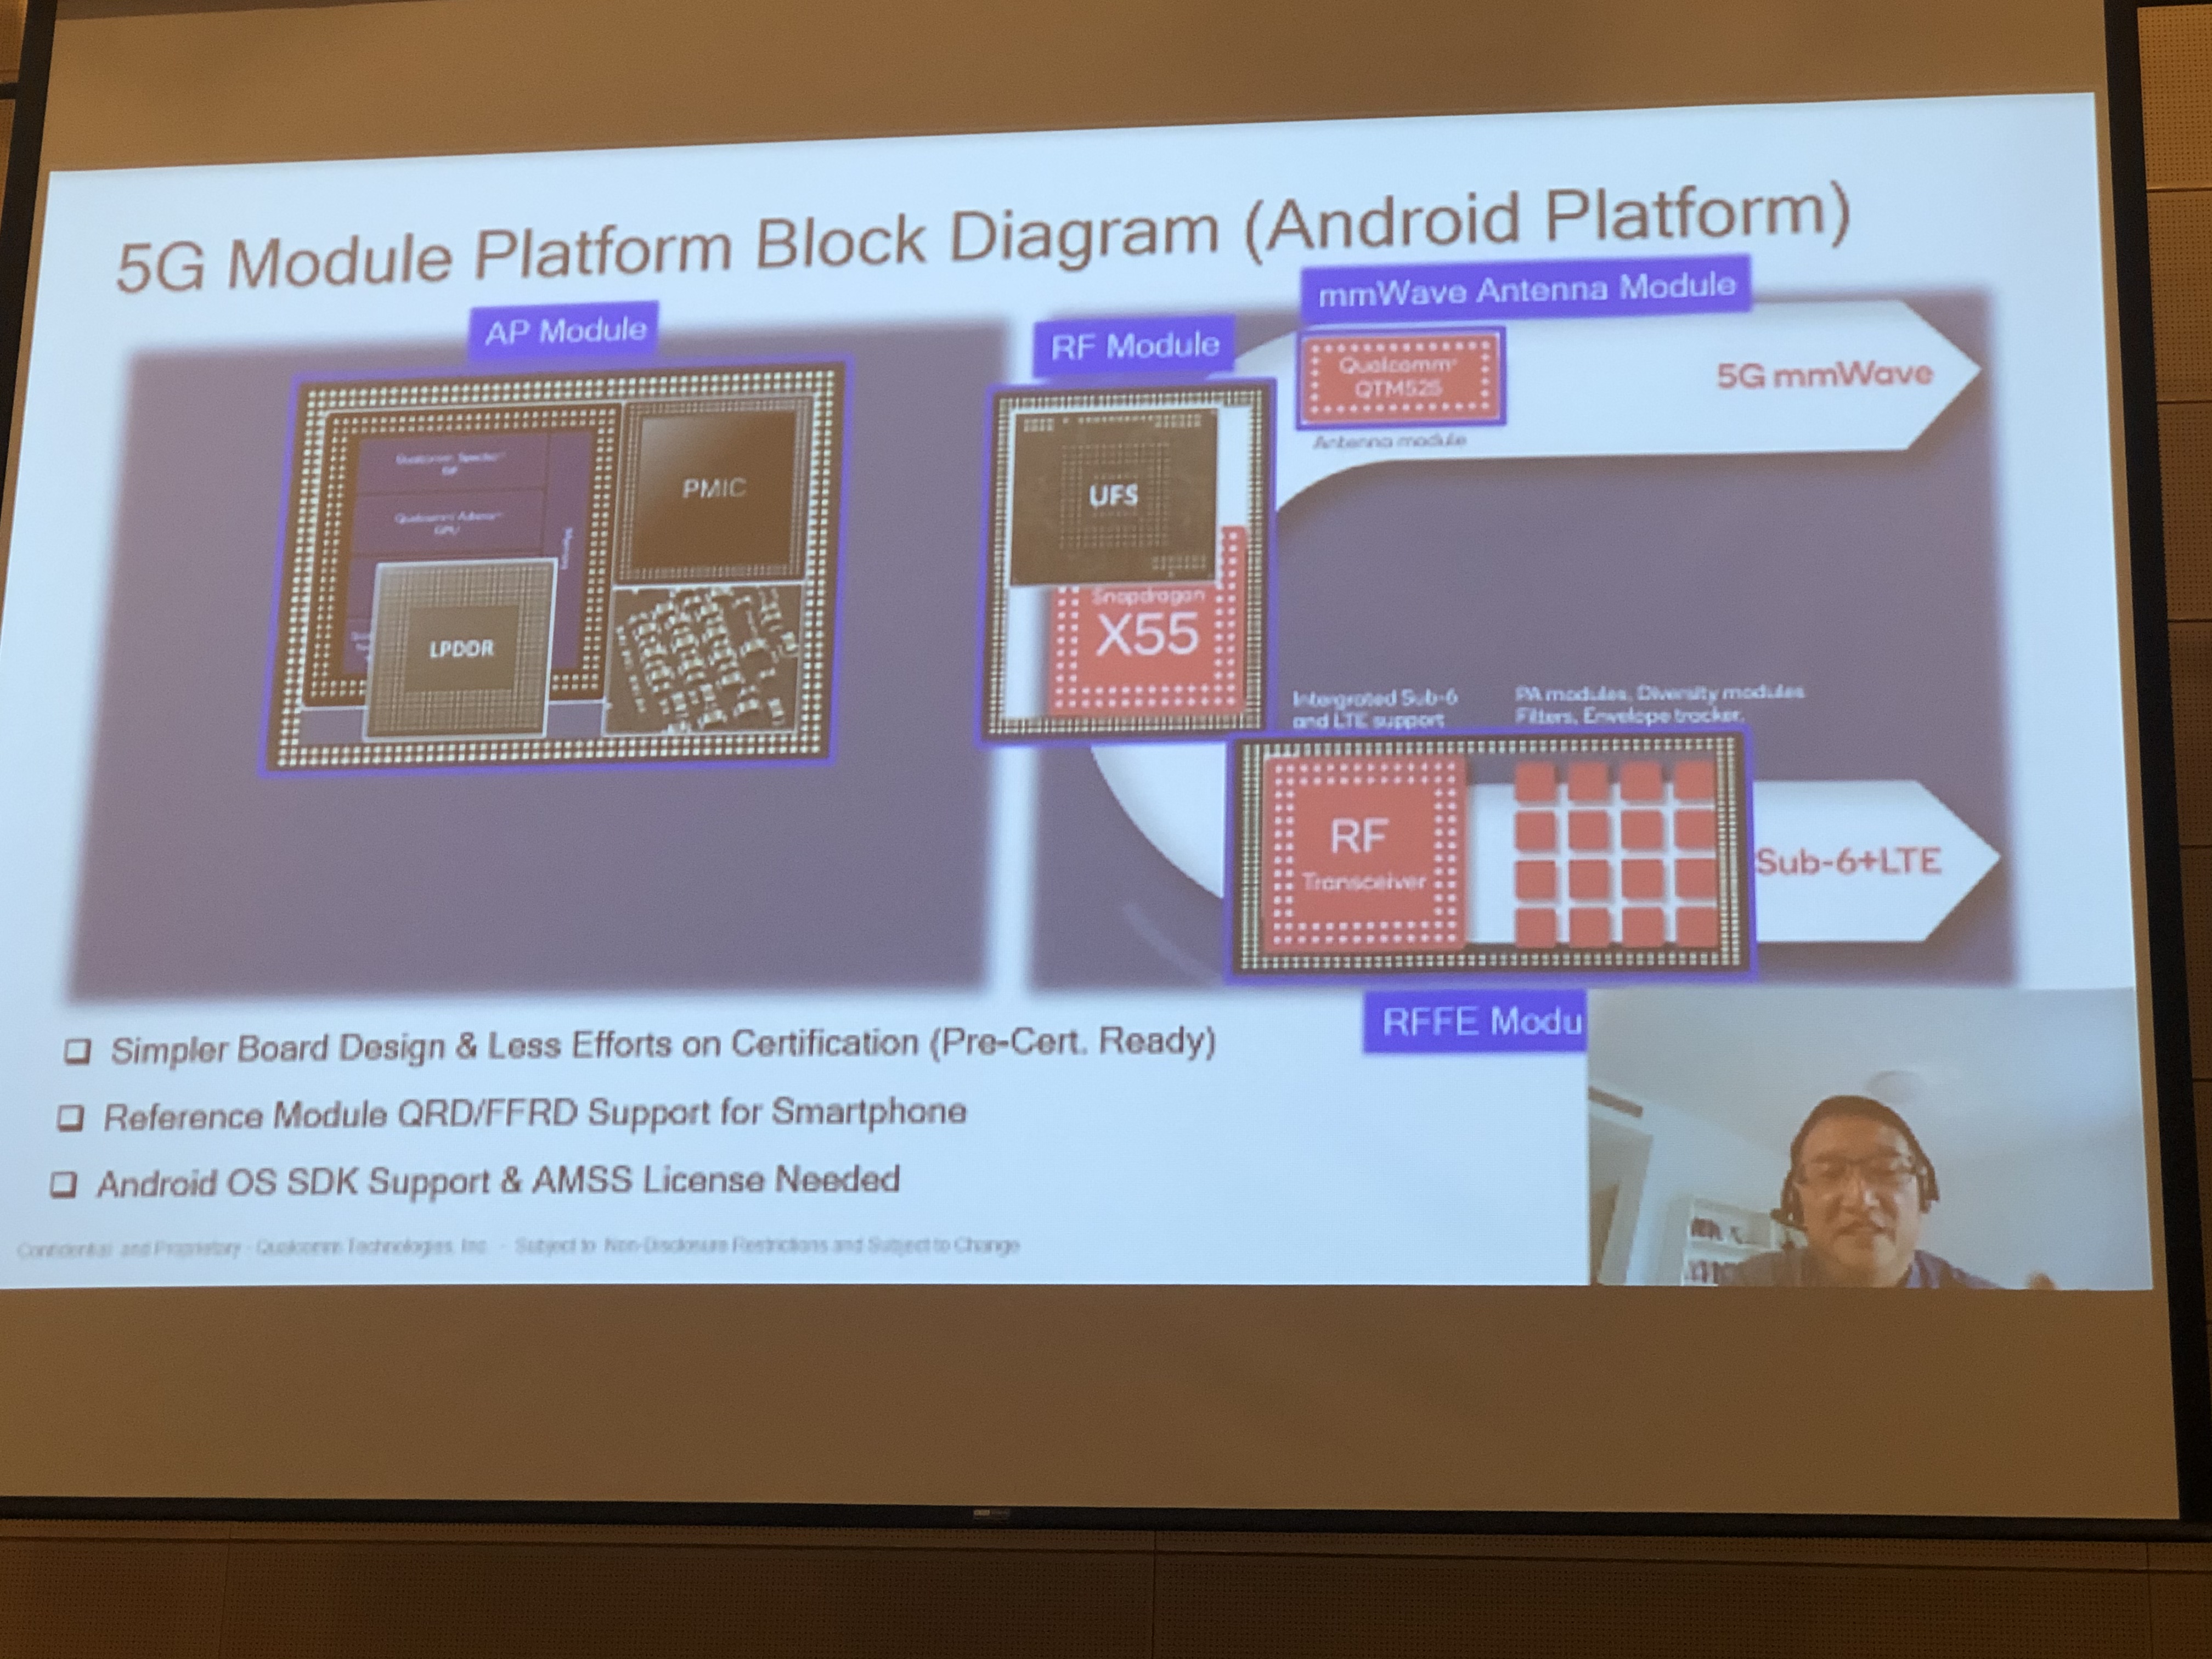 5G Module Platform Block Diagram (Android Platform)
AP Module
Qualcomm Spectra™
ISP
Qualcomm Adreno™
GPU
PMIC
LPDDR
RF Module
UFS
Snapdragon
X55
mmWave Antenna Module
Qualcomm®
QTM525
Antenna module
5G mmWave
Intergrated Sub-6
and LTE support
PA modules, Diversity modules
Filters, Envelope tracker,
RF
Transceiver
Sub-6+LTE
RFFE Modu
❑ Simpler Board Design & Less Efforts on Certification (Pre-Cert. Ready)
❑ Reference Module QRD/FFRD Support for Smartphone
❑ Android OS SDK Support & AMSS License Needed
Confidential and Proprietary - Qualcomm Technologies, Inc. - Subject to Non-Disclosure Restrictions and Subject to Change